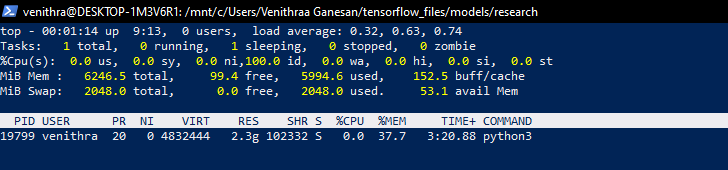 venithra@DESKTOP-1M3V6R1: /mnt/c/Users/Venithraa Ganesan/tensorflow_files/models/research
top - 00:01:14 up  9:13,  0 users,  load average: 0.32, 0.63, 0.74
Tasks:   1 total,   0 running,   1 sleeping,   0 stopped,   0 zombie
%Cpu(s):  0.0 us,  0.0 sy,  0.0 ni,100.0 id,  0.0 wa,  0.0 hi,  0.0 si,  0.0 st
MiB Mem :   6246.5 total,     99.4 free,   5994.6 used,    152.5 buff/cache
MiB Swap:   2048.0 total,      0.0 free,   2048.0 used.     53.1 avail Mem
PID USER      PR  NI    VIRT    RES    SHR S  %CPU  %MEM     TIME+ COMMAND
19799 venithra  20   0 4832444   2.3g 102332 S   0.0  37.7   3:20.88 python3